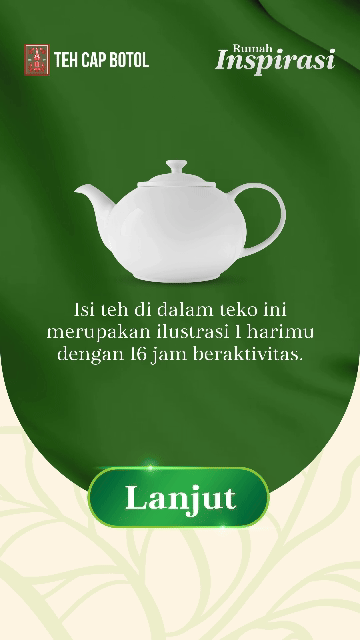 TEH CAP BOTOL
Rumah
Inspirasi
Isi teh di dalam teko ini
merupakan ilustrasi 1 harimu
dengan 16 jam beraktivitas.
Lanjut